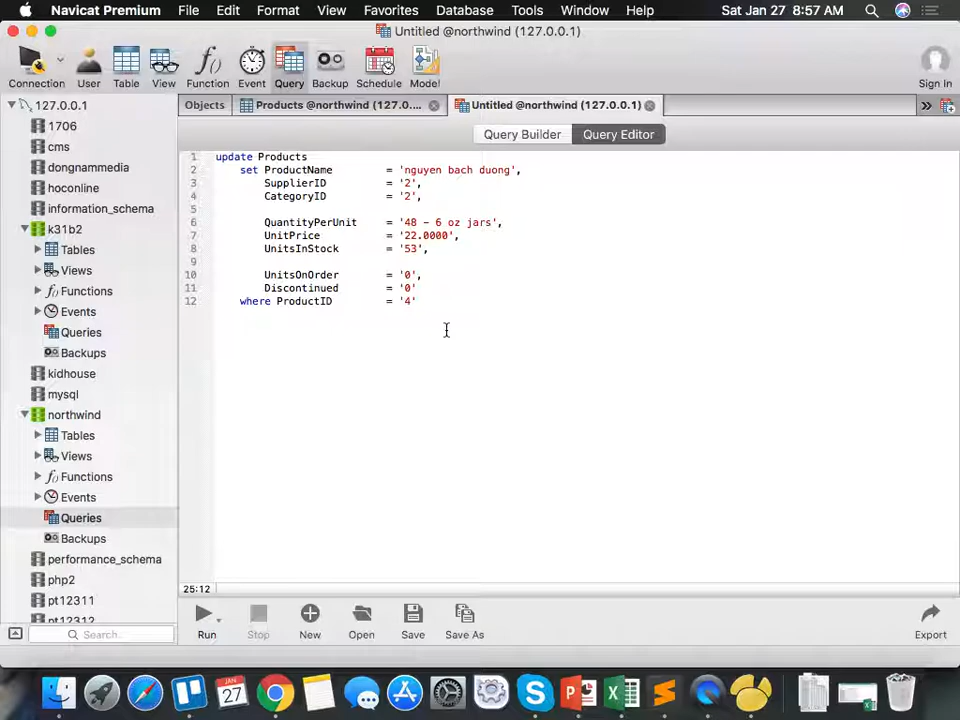 Navicat Premium File Edit Format View Favorites Database Tools Window Help Sat Jan 27 8:57 AM
Untitled @northwind (127.0.0.1)
Connection User Table View Function Event Query Backup Schedule Model Sign In
127.0.0.1
1706
cms
dongnammedia
hoconline
information_schema
k31b2
Tables
Views
Functions
Events
Queries
Backups
kidhouse
mysql
northwind
Tables
Views
Functions
Events
Queries
Backups
performance_schema
php2
pt12311
pt12312
Search
Objects Products @northwind (127.0.... Untitled @northwind (127.0.0.1) »
Query Builder Query Editor
1 update Products
2 set ProductName = 'nguyen bach duong',
3 SupplierID = '2',
4 CategoryID = '2',
5
6 QuantityPerUnit = '48 - 6 oz jars',
7 UnitPrice = '22.0000',
8 UnitsInStock = '53',
9
10 UnitsOnOrder = '0',
11 Discontinued = '0'
12 where ProductID = '4'
25:12
Run Stop New Open Save Save As Export
JAN
27